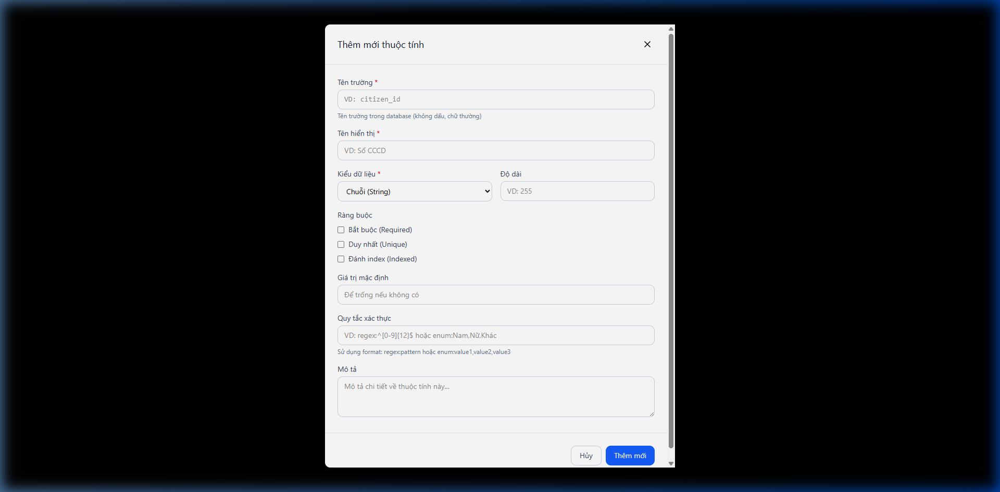 Thêm mới thuộc tính
Tên trường *
VD: citizen_id
Tên trường trong database (không dấu, chữ thường)
Tên hiển thị *
VD: Số CCCD
Kiểu dữ liệu *
Độ dài
Chuỗi (String)
VD: 255
Ràng buộc
Bắt buộc (Required)
Duy nhất (Unique)
Đánh index (Indexed)
Giá trị mặc định
Để trống nếu không có
Quy tắc xác thực
VD: regex:^[0-9]{12}$ hoặc enum:Nam,Nữ,Khác
Sử dụng format: regex:pattern hoặc enum:value1,value2,value3
Mô tả
Mô tả chi tiết về thuộc tính này...
Hủy
Thêm mới